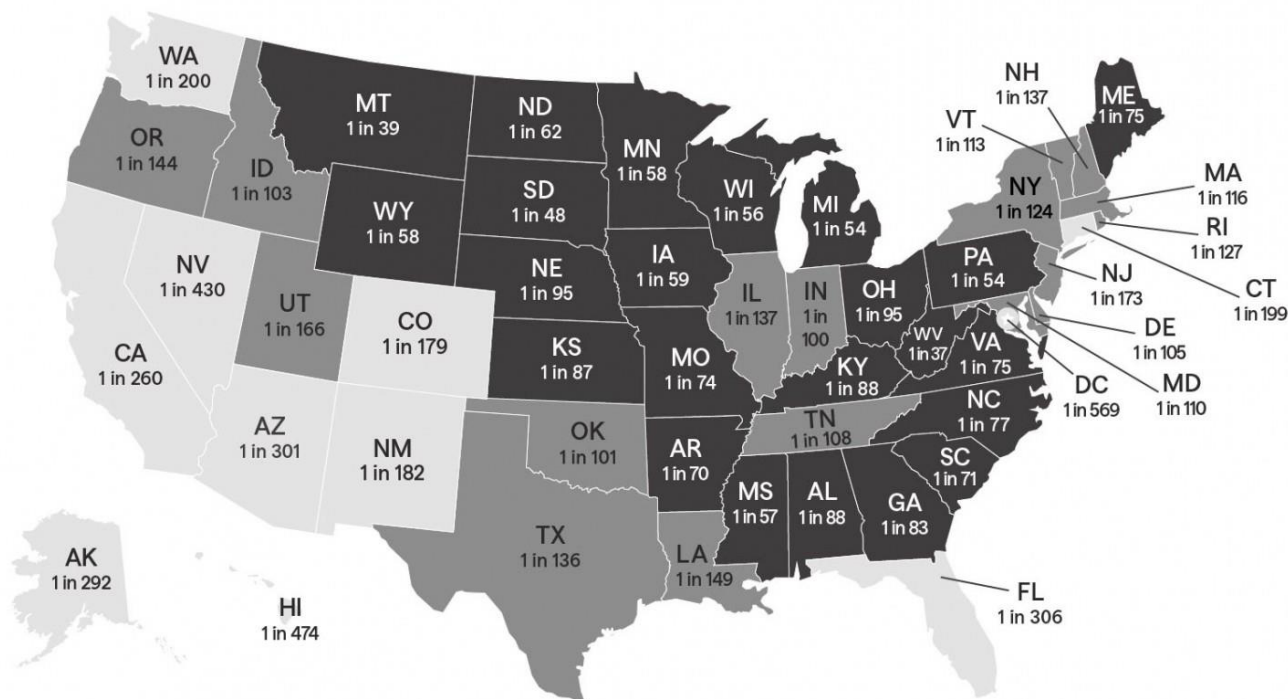 WA
1 in 200
MT
1 in 39
ND
1 in 62
MN
1 in 58
NH
1 in 137
ME
1 in 75
VT
1 in 113
OR
1 in 144
ID
1 in 103
SD
1 in 48
WI
1 in 56
MI
1 in 54
NY
1 in 124
MA
1 in 116
RI
1 in 127
WY
1 in 58
IA
1 in 59
PA
1 in 54
NJ
1 in 173
CT
1 in 199
NV
1 in 430
UT
1 in 166
NE
1 in 95
IL
1 in 137
IN
1 in
100
OH
1 in 95
WV
1 in 37
VA
1 in 75
DE
1 in 105
MD
1 in 110
DC
1 in 569
CA
1 in 260
CO
1 in 179
KS
1 in 87
MO
1 in 74
KY
1 in 88
NC
1 in 77
AZ
1 in 301
NM
1 in 182
OK
1 in 101
AR
1 in 70
TN
1 in 108
SC
1 in 71
MS
1 in 57
AL
1 in 88
GA
1 in 83
TX
1 in 136
LA
1 in 149
AK
1 in 292
HI
1 in 474
FL
1 in 306